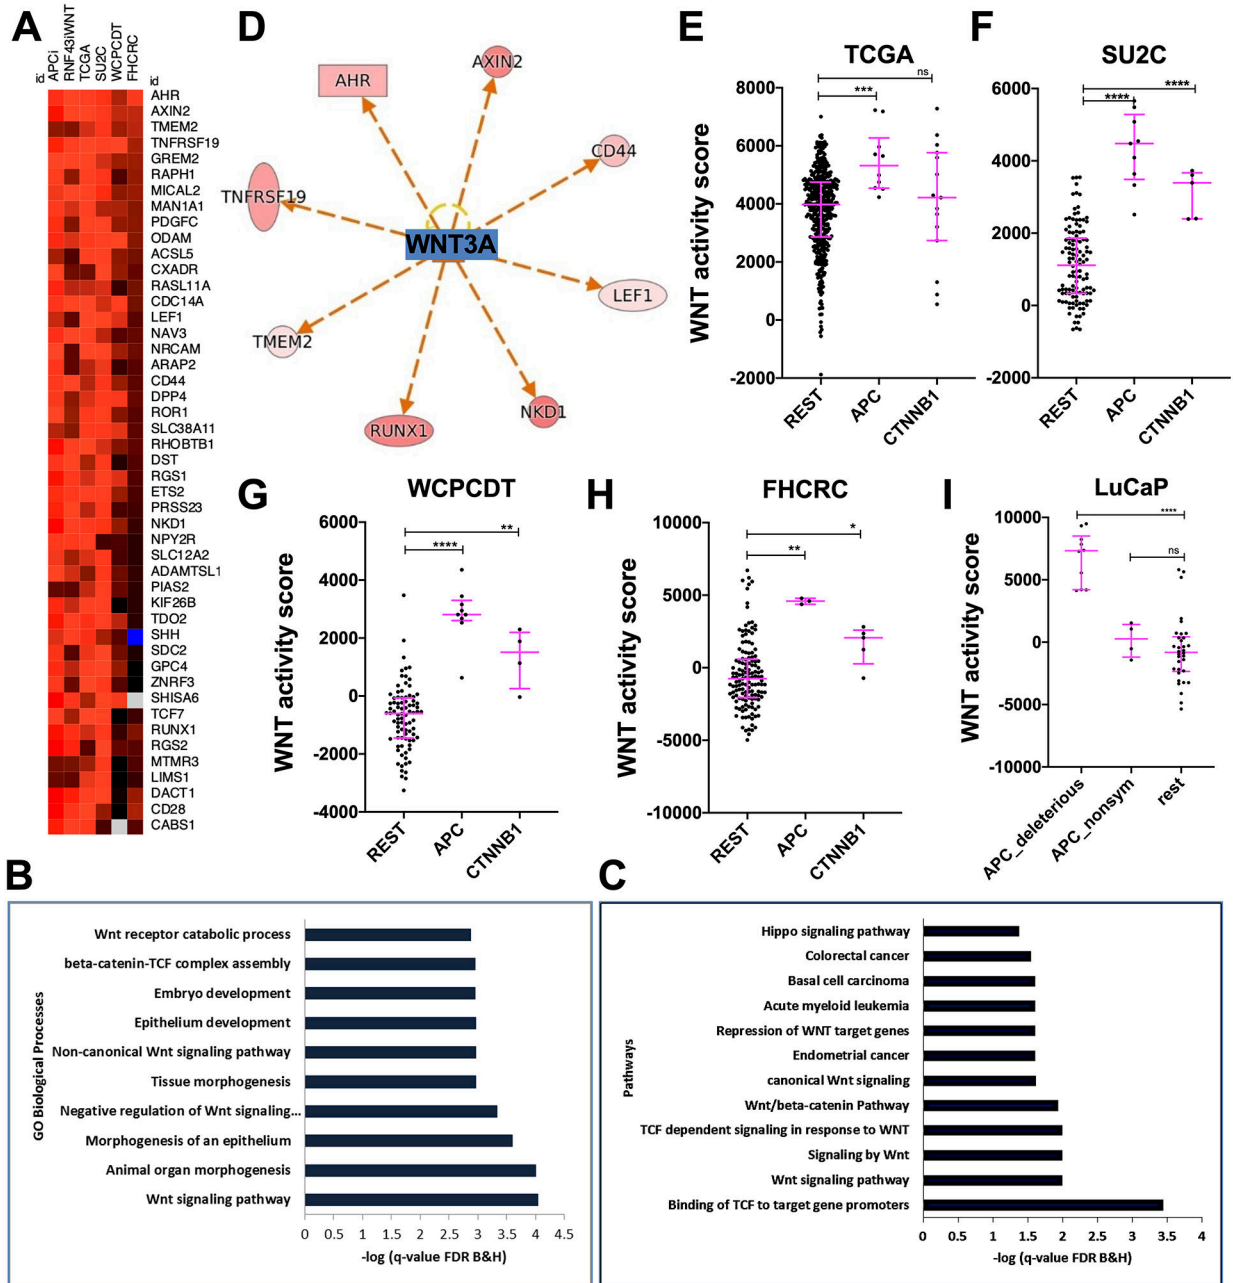 A
id
APCi
RNF43iWNT
TCGA
SU2C
WCPCDT
FHCRC
id
AHR
AXIN2
TMEM2
TNFRSF19
GREM2
RAPH1
MICAL2
MAN1A1
PDGFC
ODAM
ACSL5
CXADR
RASL11A
CDC14A
LEF1
NAV3
NRCAM
ARAP2
CD44
DPP4
ROR1
SLC38A11
RHOBTB1
DST
RGS1
ETS2
PRSS23
NKD1
NPY2R
SLC12A2
ADAMTSL1
PIAS2
KIF26B
TDO2
SHH
SDC2
GPC4
ZNRF3
SHISA6
TCF7
RUNX1
RGS2
MTMR3
LIMS1
DACT1
CD28
CABS1
D
AHR
AXIN2
CD44
TNFRSF19
WNT3A
LEF1
TMEM2
NKD1
RUNX1
E
TCGA
ns
***
8000
6000
4000
2000
0
-2000
WNT activity score
REST
APC
CTNNB1
F
SU2C
****
****
6000
4000
2000
0
-2000
REST
APC
CTNNB1
G
WCPCDT
**
****
6000
4000
2000
0
-2000
-4000
WNT activity score
REST
APC
CTNNB1
H
FHCRC
*
**
10000
5000
0
-5000
-10000
WNT activity score
REST
APC
CTNNB1
I
LuCaP
****
ns
10000
5000
0
-5000
-10000
WNT activity score
APC_deleterious
APC_nonsym
rest
B
GO Biological Processes
Wnt receptor catabolic process
beta-catenin-TCF complex assembly
Embryo development
Epithelium development
Non-canonical Wnt signaling pathway
Tissue morphogenesis
Negative regulation of Wnt signaling...
Morphogenesis of an epithelium
Animal organ morphogenesis
Wnt signaling pathway
0 0.5 1 1.5 2 2.5 3 3.5 4 4.5
-log (q-value FDR B&H)
C
Pathways
Hippo signaling pathway
Colorectal cancer
Basal cell carcinoma
Acute myeloid leukemia
Repression of WNT target genes
Endometrial cancer
canonical Wnt signaling
Wnt/beta-catenin Pathway
TCF dependent signaling in response to WNT
Signaling by Wnt
Wnt signaling pathway
Binding of TCF to target gene promoters
0 0.5 1 1.5 2 2.5 3 3.5 4
-log (q-value FDR B&H)